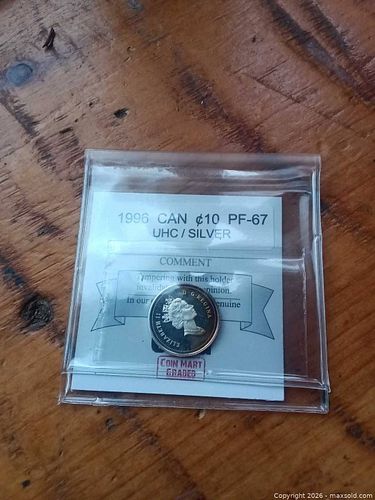 1996 CAN ¢10 PF-67
UHC / SILVER
COMMENT
Tampering with this holder
invalidates opinion.
In our genuine
ELIZABETH II D·G·REGINA
COIN MART
GRADED
Copyright 2026 - maxsold.com